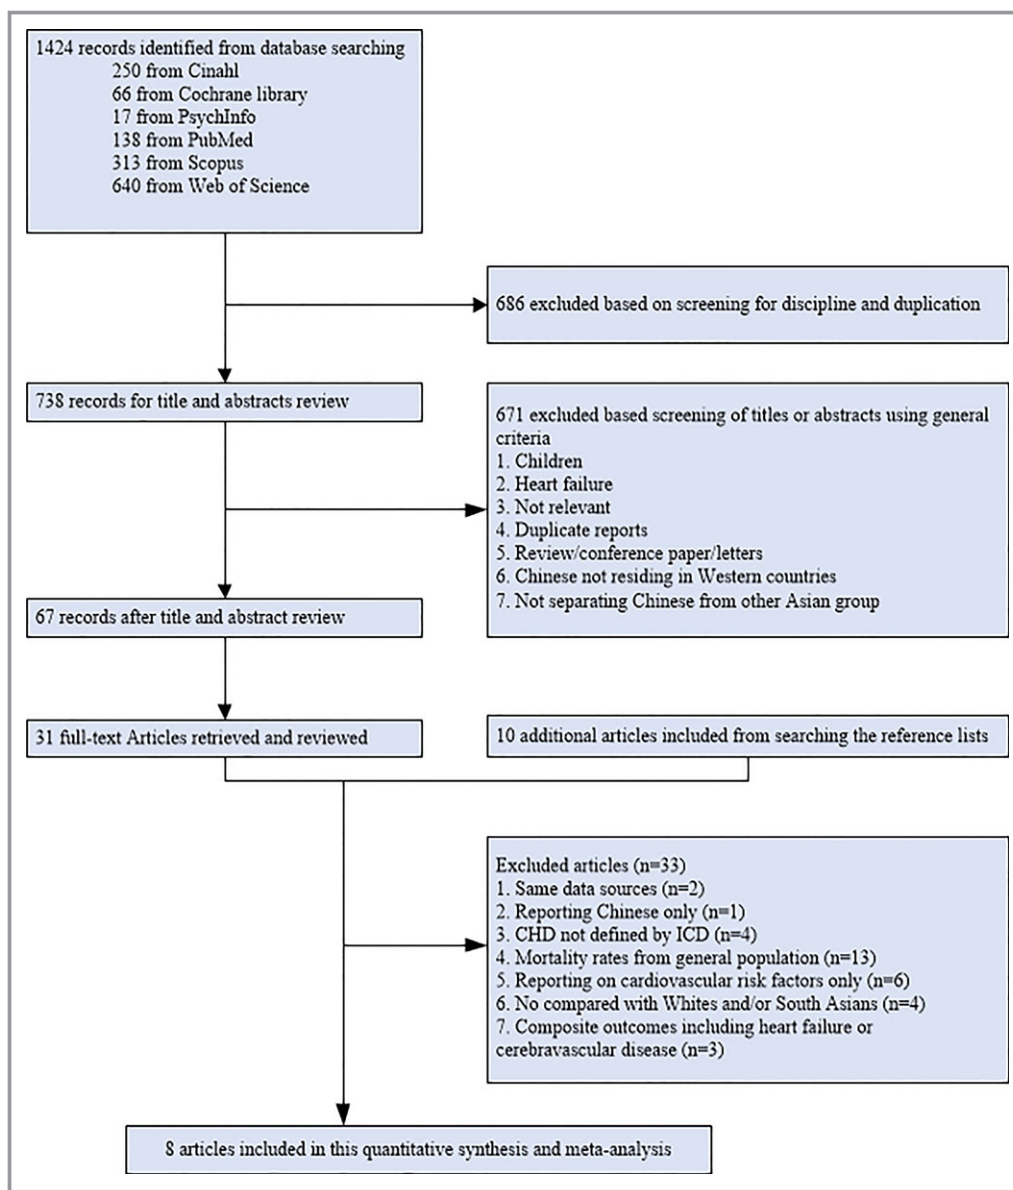 1424 records identified from database searching
250 from Cinahl
66 from Cochrane library
17 from PsychInfo
138 from PubMed
313 from Scopus
640 from Web of Science
686 excluded based on screening for discipline and duplication
738 records for title and abstracts review
671 excluded based screening of titles or abstracts using general
criteria
1. Children
2. Heart failure
3. Not relevant
4. Duplicate reports
5. Review/conference paper/letters
6. Chinese not residing in Western countries
7. Not separating Chinese from other Asian group
67 records after title and abstract review
31 full-text Articles retrieved and reviewed
10 additional articles included from searching the reference lists
Excluded articles (n=33)
1. Same data sources (n=2)
2. Reporting Chinese only (n=1)
3. CHD not defined by ICD (n=4)
4. Mortality rates from general population (n=13)
5. Reporting on cardiovascular risk factors only (n=6)
6. No compared with Whites and/or South Asians (n=4)
7. Composite outcomes including heart failure or
cerebravascular disease (n=3)
8 articles included in this quantitative synthesis and meta-analysis